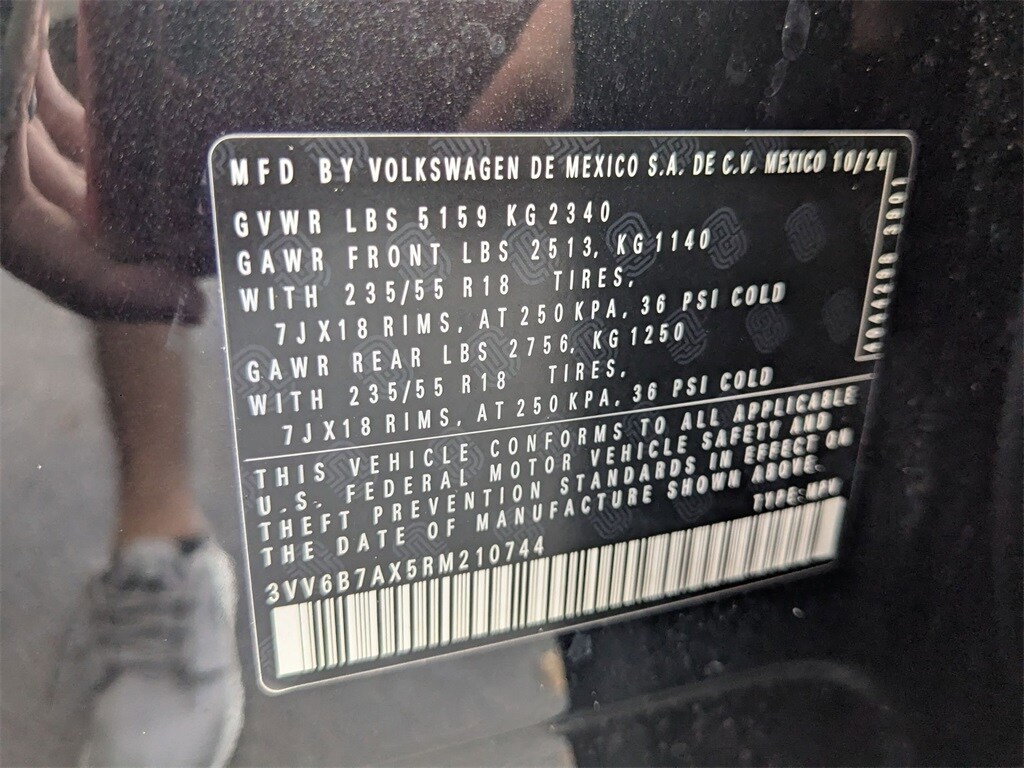 MFD BY VOLKSWAGEN DE MEXICO S.A. DE C.V. MEXICO 10/24
GVWR LBS 5159 KG 2340
GAWR FRONT LBS 2513, KG 1140
WITH 235/55 R18 TIRES,
7JX18 RIMS, AT 250 KPA, 36 PSI COLD
GAWR REAR LBS 2756, KG 1250
WITH 235/55 R18 TIRES,
7JX18 RIMS, AT 250 KPA, 36 PSI COLD
THIS VEHICLE CONFORMS TO ALL APPLICABLE
U.S. FEDERAL MOTOR VEHICLE SAFETY AND
THEFT PREVENTION STANDARDS IN EFFECT ON
THE DATE OF MANUFACTURE SHOWN ABOVE.
TYPE: MPV
3VV6B7AX5RM210744